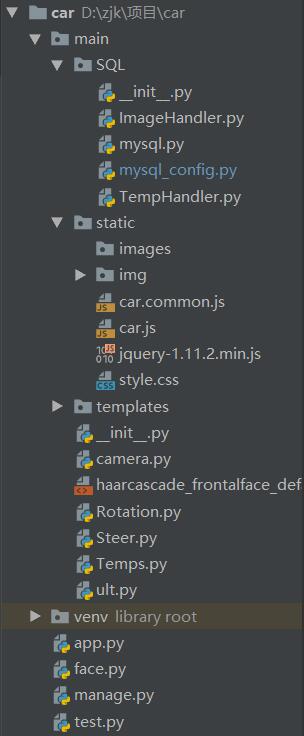 car D:\zjk\项目\car
main
SQL
__init__.py
ImageHandler.py
mysql.py
mysql_config.py
TempHandler.py
static
images
img
car.common.js
car.js
jquery-1.11.2.min.js
style.css
templates
__init__.py
camera.py
haarcascade_frontalface_def
Rotation.py
Steer.py
Temps.py
ult.py
venv library root
app.py
face.py
manage.py
test.py